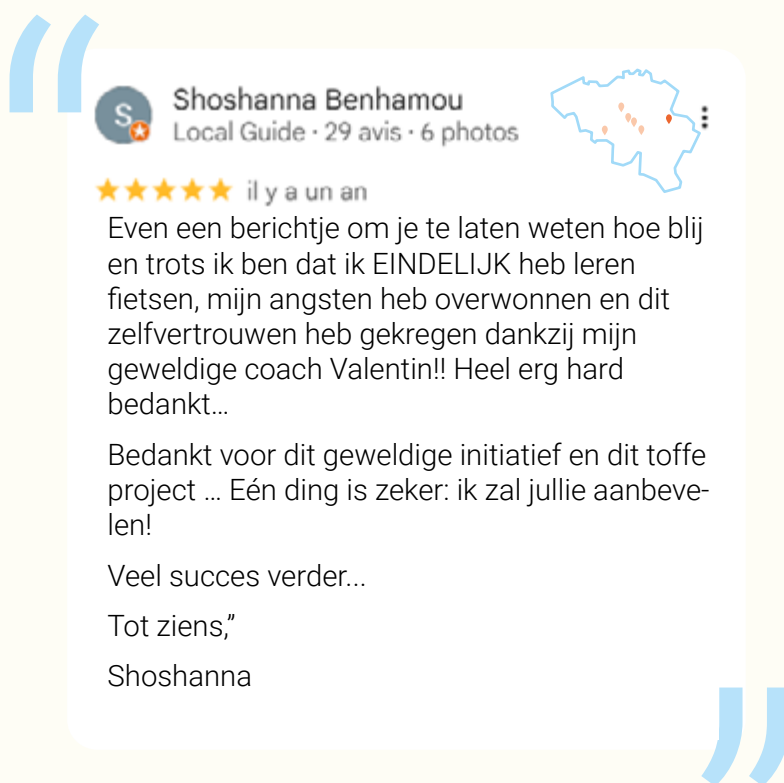 “
S
Shoshanna Benhamou
Local Guide · 29 avis · 6 photos
il y a un an
Even een berichtje om je te laten weten hoe blij
en trots ik ben dat ik EINDELIJK heb leren
fietsen, mijn angsten heb overwonnen en dit
zelfvertrouwen heb gekregen dankzij mijn
geweldige coach Valentin!! Heel erg hard
bedankt...
Bedankt voor dit geweldige initiatief en dit toffe
project ... Eén ding is zeker: ik zal jullie aanbeve-
len!
Veel succes verder...
Tot ziens,”
Shoshanna
”